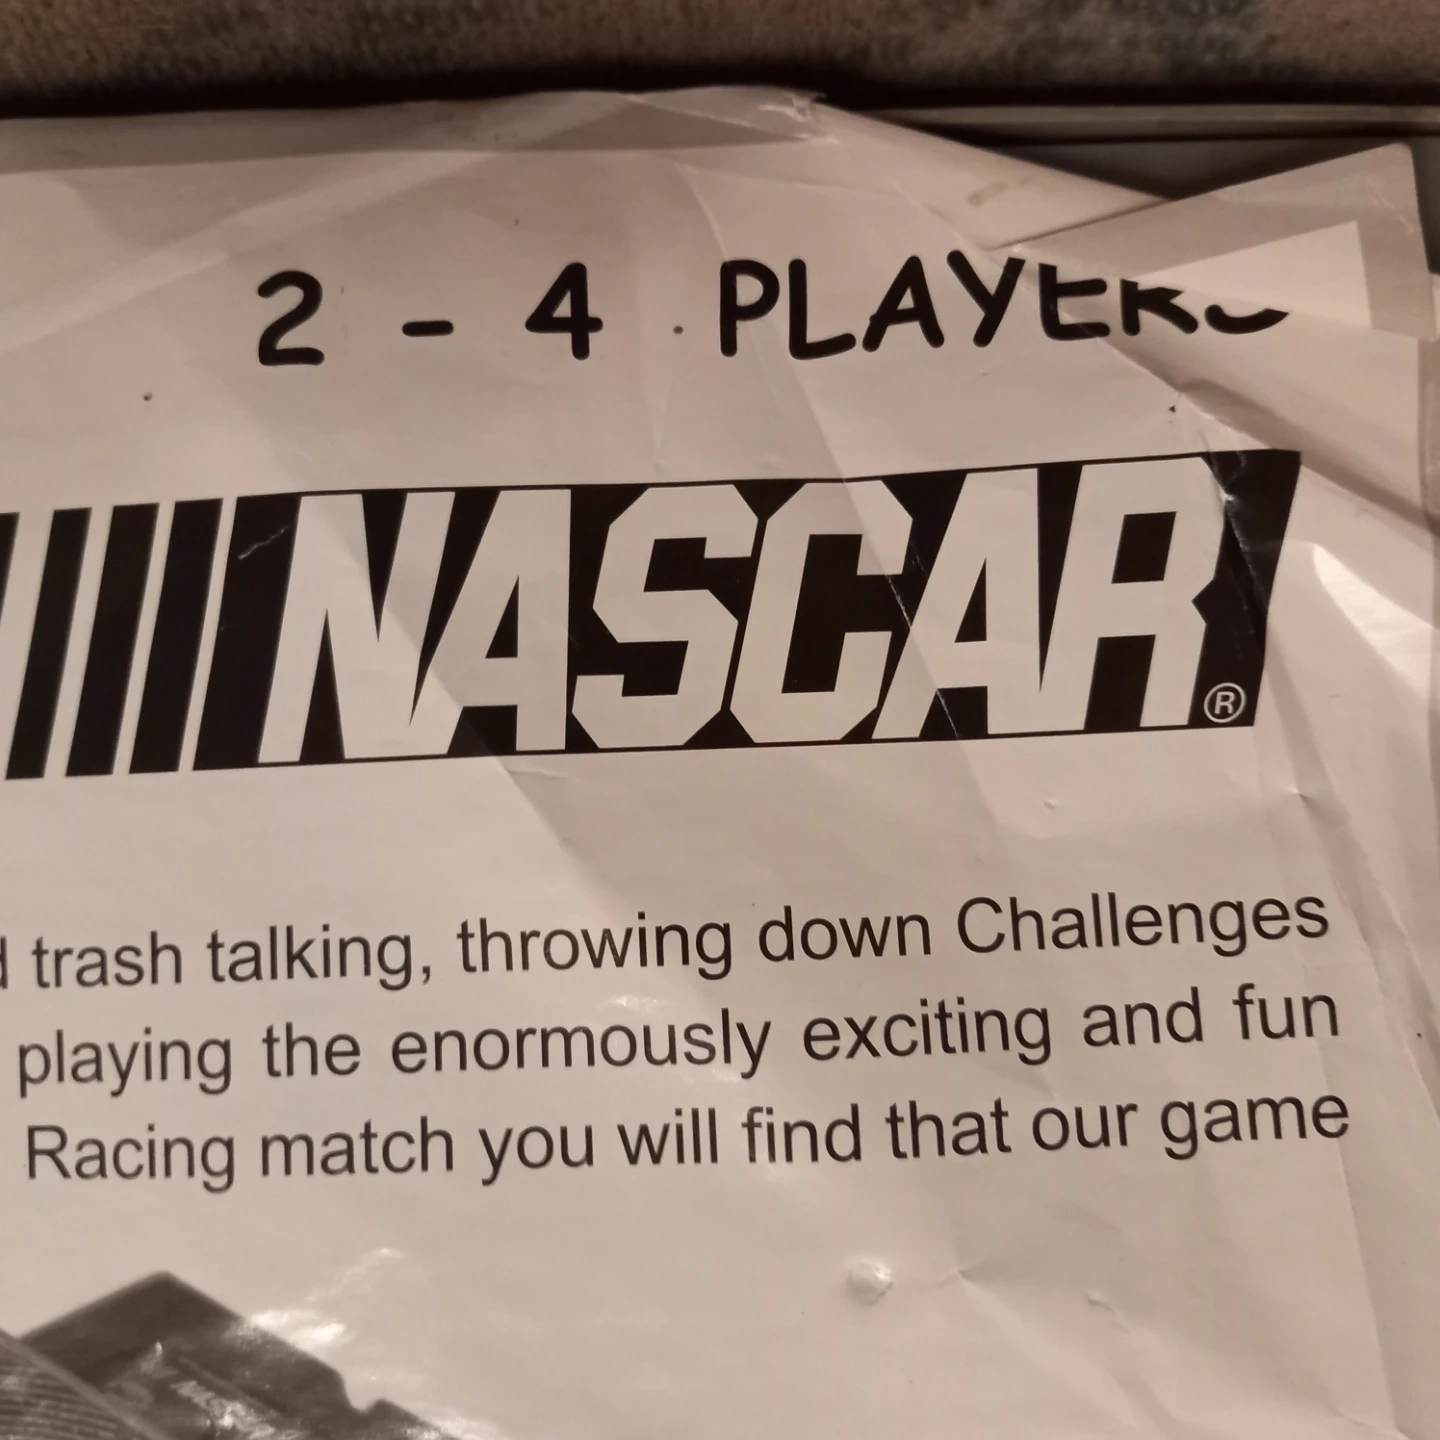 2 - 4 PLAYERS
NASCAR®
trash talking, throwing down Challenges
playing the enormously exciting and fun
Racing match you will find that our game